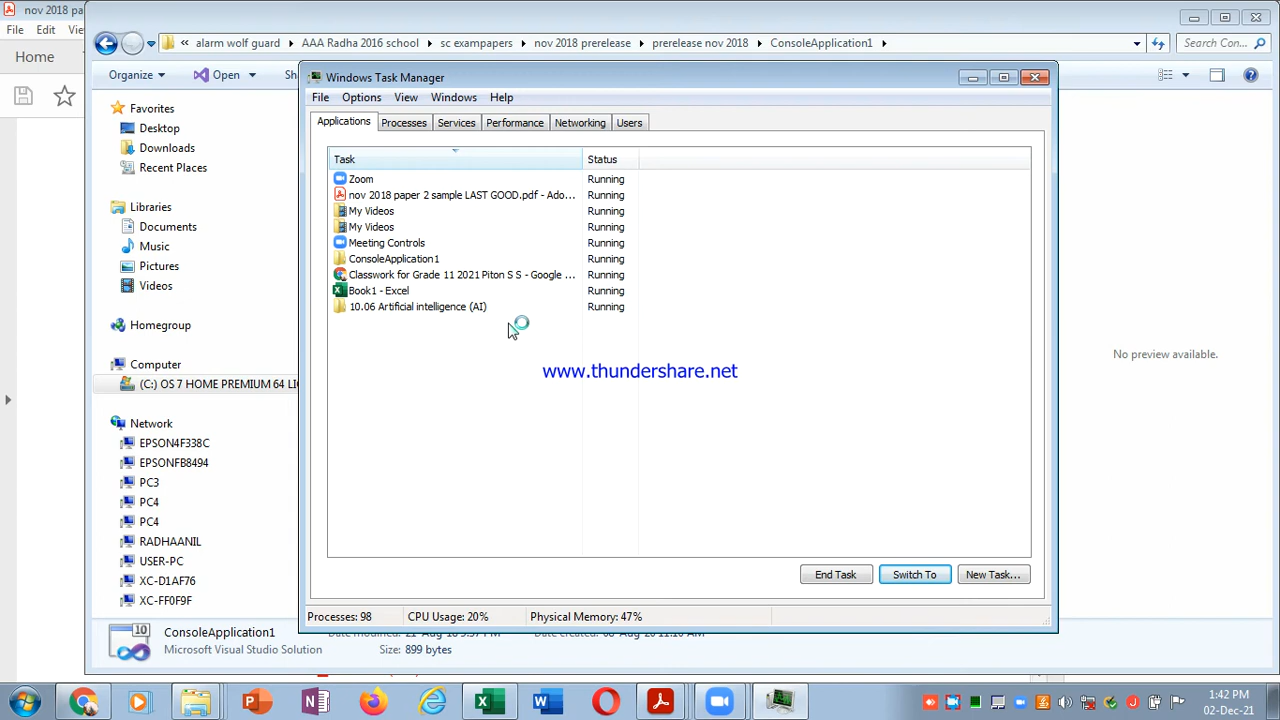 nov 2018 pa
File Edit Vi
Home
« alarm wolf guard ▸ AAA Radha 2016 school ▸ sc exampapers ▸ nov 2018 prerelease ▸ prerelease nov 2018 ▸ ConsoleApplication1 ▸
Search Con...
Organize Open Sh
Favorites
Desktop
Downloads
Recent Places
Libraries
Documents
Music
Pictures
Videos
Homegroup
Computer
(C:) OS 7 HOME PREMIUM 64 LI
Network
EPSON4F338C
EPSONFB8494
PC3
PC4
PC4
RADHAANIL
USER-PC
XC-D1AF76
XC-FF0F9F
Windows Task Manager
File Options View Windows Help
Applications Processes Services Performance Networking Users
Task Status
Zoom Running
nov 2018 paper 2 sample LAST GOOD.pdf - Ado... Running
My Videos Running
My Videos Running
Meeting Controls Running
ConsoleApplication1 Running
Classwork for Grade 11 2021 Piton S S - Google ... Running
Book1 - Excel Running
10.06 Artificial intelligence (AI) Running
www.thundershare.net
No preview available.
End Task Switch To New Task...
Processes: 98 CPU Usage: 20% Physical Memory: 47%
ConsoleApplication1
Microsoft Visual Studio Solution Size: 899 bytes
1:42 PM
02-Dec-21